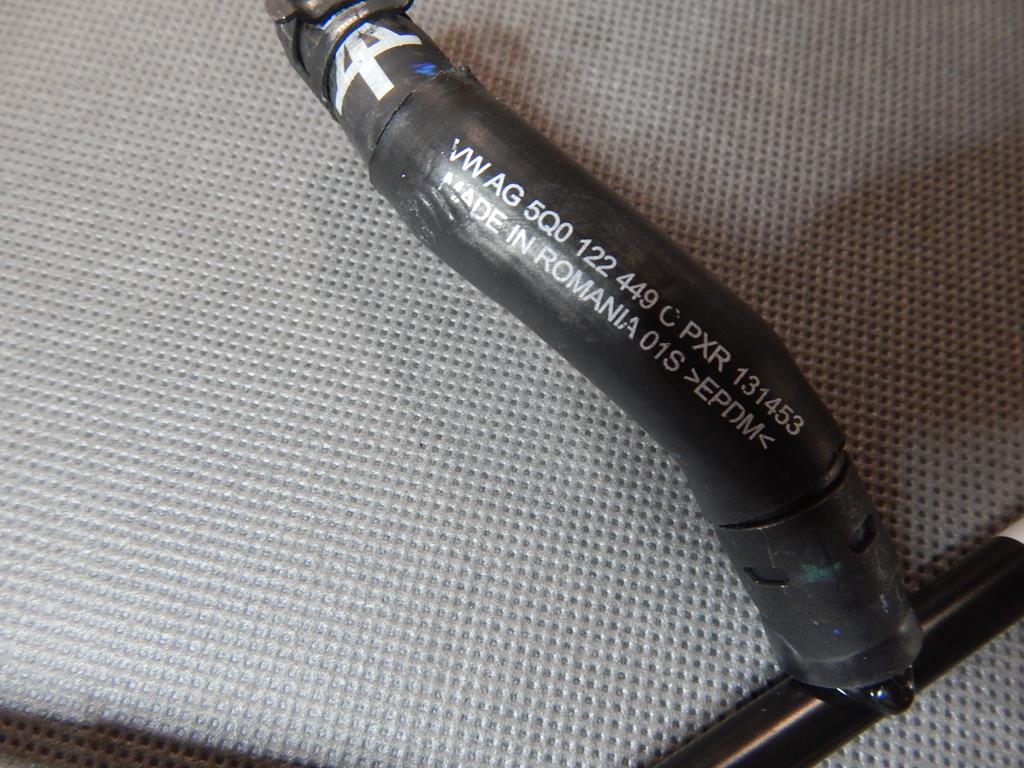 VW AG 5Q0 122 449 C PXR 131453
MADE IN ROMANIA 01S >EPDM<